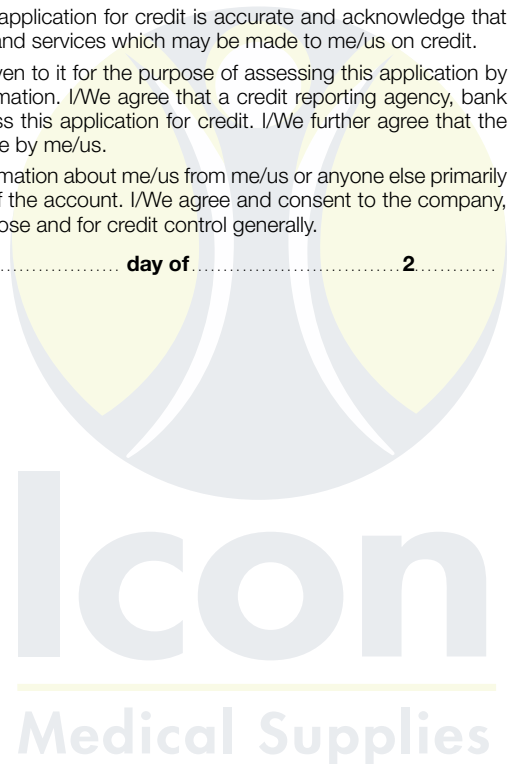 application for credit is accurate and acknowledge that
and services which may be made to me/us on credit.
ven to it for the purpose of assessing this application by
mation. I/We agree that a credit reporting agency, bank
ss this application for credit. I/We further agree that the
e by me/us.
mation about me/us from me/us or anyone else primarily
f the account. I/We agree and consent to the company,
ose and for credit control generally.
.................... day of................................2.............
Icon
Medical Supplies